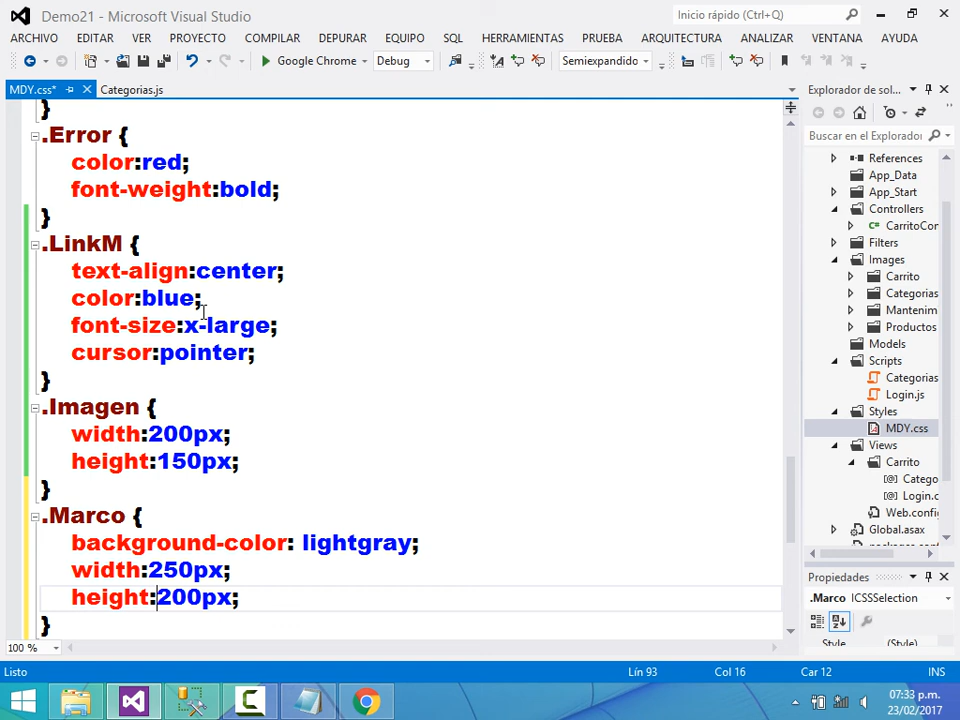 Demo21 - Microsoft Visual Studio
Inicio rápido (Ctrl+Q)
ARCHIVO EDITAR VER PROYECTO COMPILAR DEPURAR EQUIPO SQL HERRAMIENTAS PRUEBA ARQUITECTURA ANALIZAR VENTANA AYUDA
Google Chrome Debug Semiexpandido
MDY.css* Categorias.js
Explorador de sol...
Buscar en el Explorador
}
.Error {
color:red;
font-weight:bold;
}
.LinkM {
text-align:center;
color:blue;
font-size:x-large;
cursor:pointer;
}
.Imagen {
width:200px;
height:150px;
}
.Marco {
background-color: lightgray;
width:250px;
height:200px;
}
100 %
References
App_Data
App_Start
Controllers
CarritoCon
Filters
Images
Carrito
Categorias
Mantenim
Productos
Models
Scripts
Categorias
Login.js
Styles
MDY.css
Views
Carrito
Catego
Login.c
Web.config
Global.asax
Propiedades
.Marco ICSSSelection
Style (Style)
Listo
Lín 93 Col 16 Car 12 INS
07:33 p.m.
23/02/2017